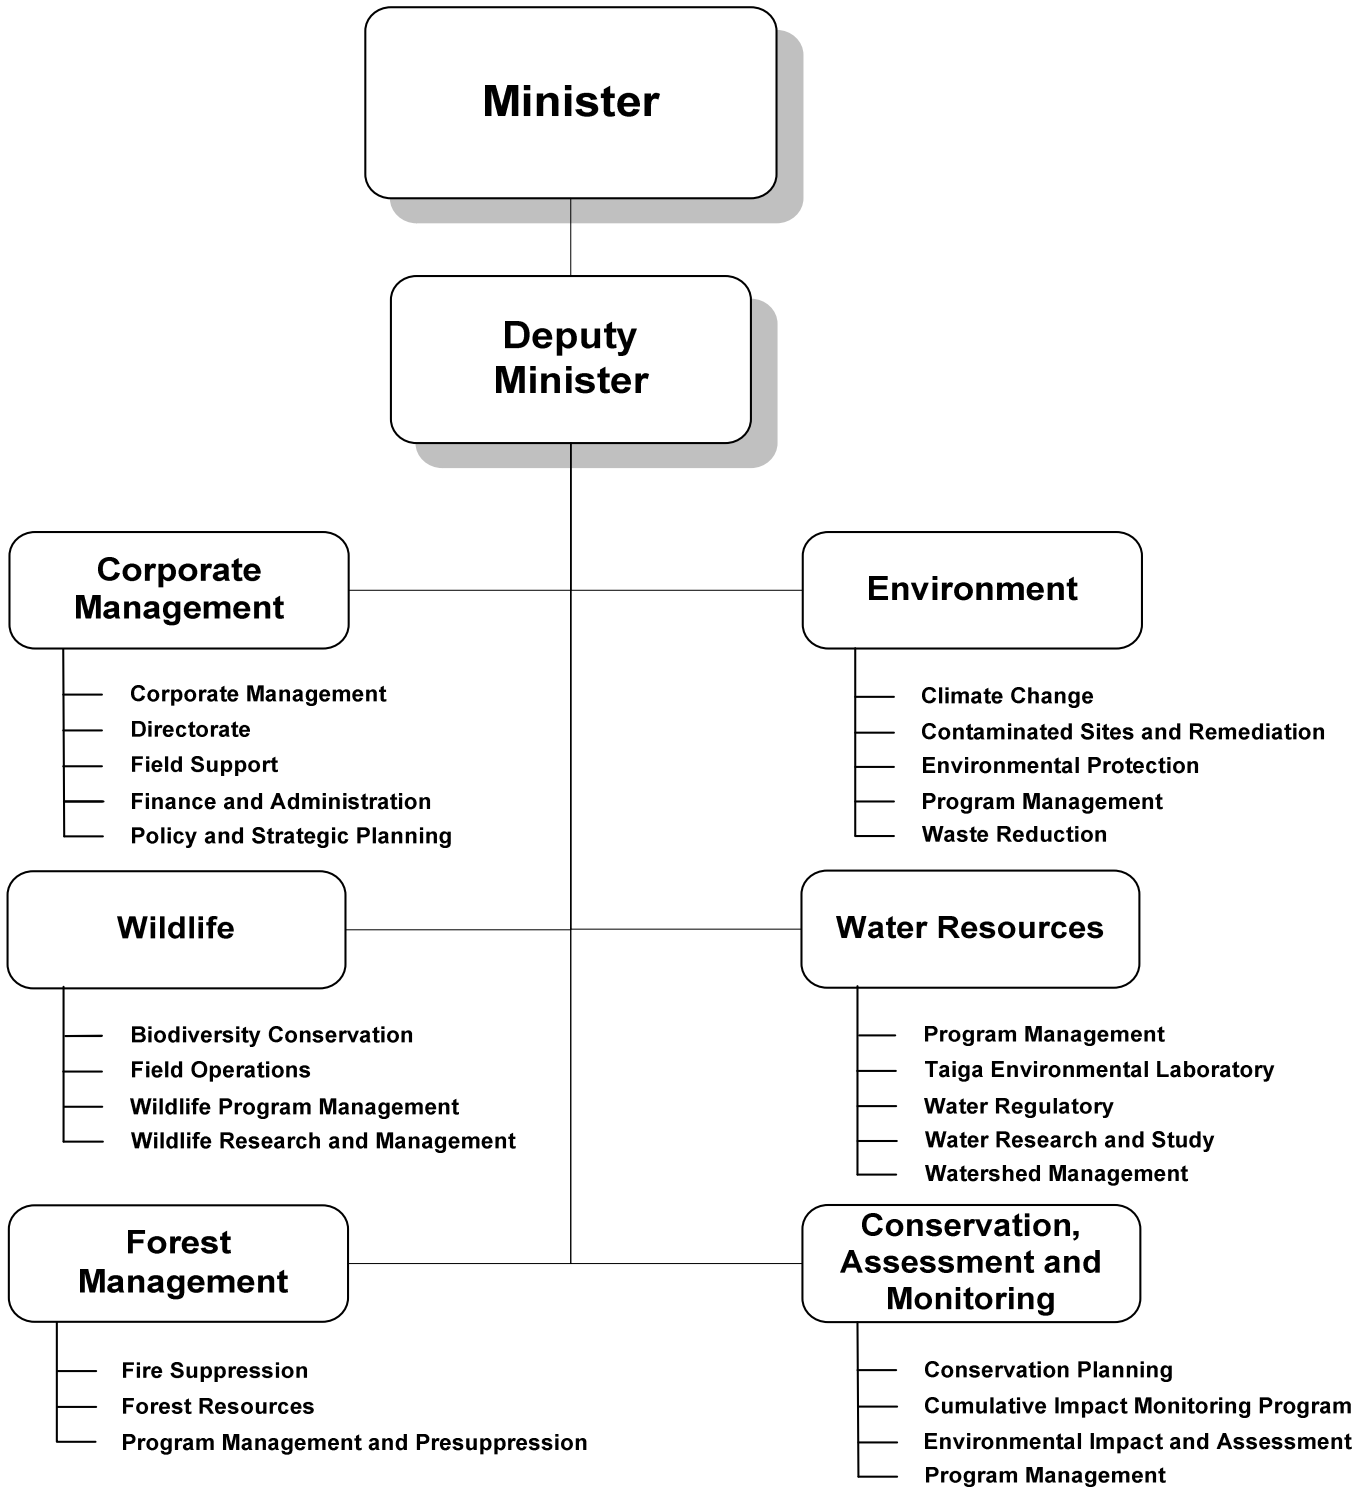 Minister
Deputy
Minister
Corporate
Management
Corporate Management
Directorate
Field Support
Finance and Administration
Policy and Strategic Planning
Environment
Climate Change
Contaminated Sites and Remediation
Environmental Protection
Program Management
Waste Reduction
Wildlife
Biodiversity Conservation
Field Operations
Wildlife Program Management
Wildlife Research and Management
Water Resources
Program Management
Taiga Environmental Laboratory
Water Regulatory
Water Research and Study
Watershed Management
Forest
Management
Fire Suppression
Forest Resources
Program Management and Presuppression
Conservation,
Assessment and
Monitoring
Conservation Planning
Cumulative Impact Monitoring Program
Environmental Impact and Assessment
Program Management